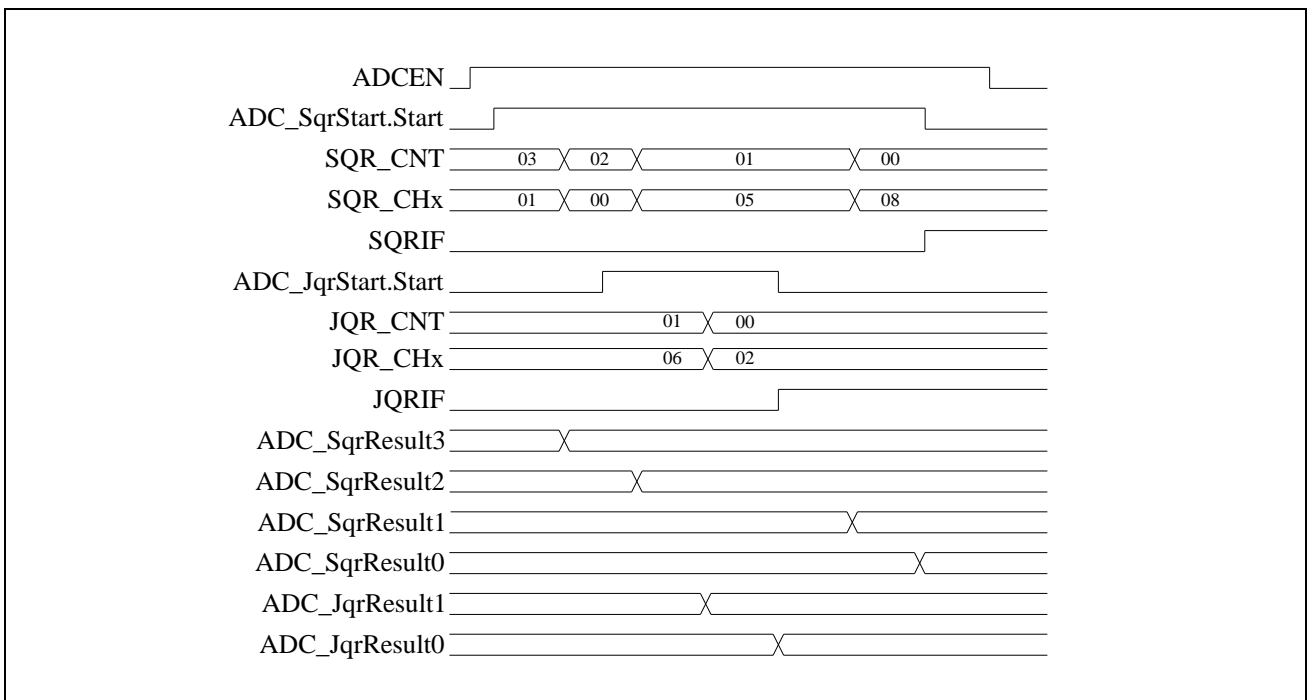 ADCEN
ADC_SqrStart.Start
SQR_CNT 03 02 01 00
SQR_CHx 01 00 05 08
SQRIF
ADC_JqrStart.Start
JQR_CNT 01 00
JQR_CHx 06 02
JQRIF
ADC_SqrResult3
ADC_SqrResult2
ADC_SqrResult1
ADC_SqrResult0
ADC_JqrResult1
ADC_JqrResult0